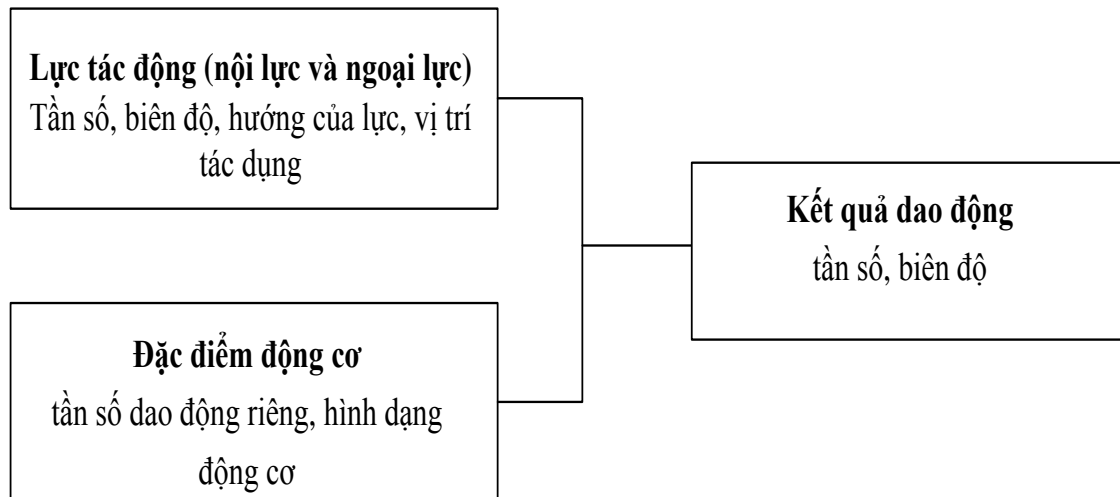 Lực tác động (nội lực và ngoại lực)
Tần số, biên độ, hướng của lực, vị trí
tác dụng
Kết quả dao động
tần số, biên độ
Đặc điểm động cơ
tần số dao động riêng, hình dạng
động cơ